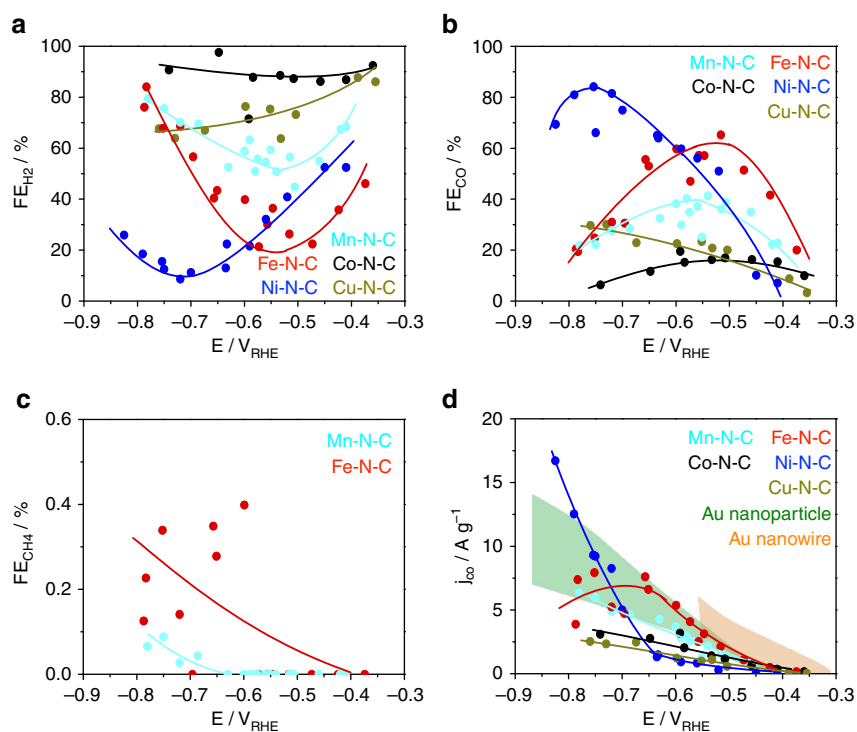 a
FE_H2 / %
100
80
60
40
20
0
Mn-N-C
Fe-N-C Co-N-C
Ni-N-C Cu-N-C
−0.9 −0.8 −0.7 −0.6 −0.5 −0.4 −0.3
E / V_RHE
b
FE_CO / %
100
80
60
40
20
0
Mn-N-C Fe-N-C
Co-N-C Ni-N-C
Cu-N-C
−0.9 −0.8 −0.7 −0.6 −0.5 −0.4 −0.3
E / V_RHE
c
FE_CH4 / %
0.6
0.4
0.2
0.0
Mn-N-C
Fe-N-C
−0.9 −0.8 −0.7 −0.6 −0.5 −0.4 −0.3
E / V_RHE
d
j_co / A g⁻¹
20
15
10
5
0
Mn-N-C Fe-N-C
Co-N-C Ni-N-C
Cu-N-C
Au nanoparticle
Au nanowire
−0.9 −0.8 −0.7 −0.6 −0.5 −0.4 −0.3
E / V_RHE